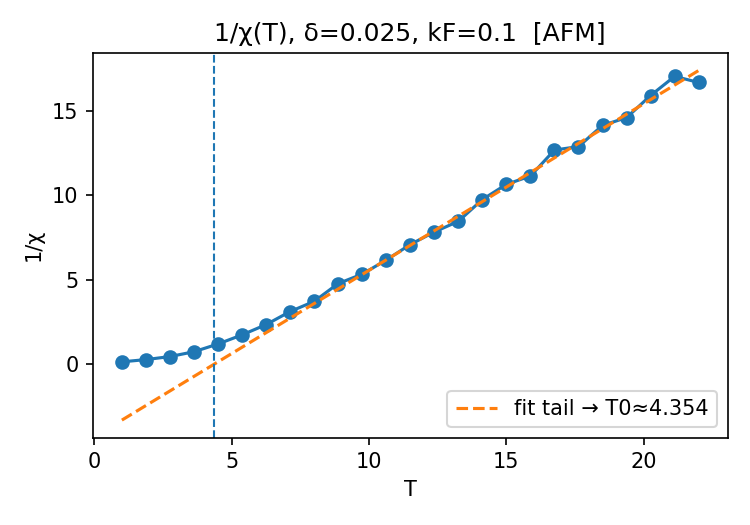 1/χ(T), δ=0.025, kF=0.1  [AFM]
1/χ
15
10
5
0
fit tail → T0≈4.354
0 5 10 15 20
T